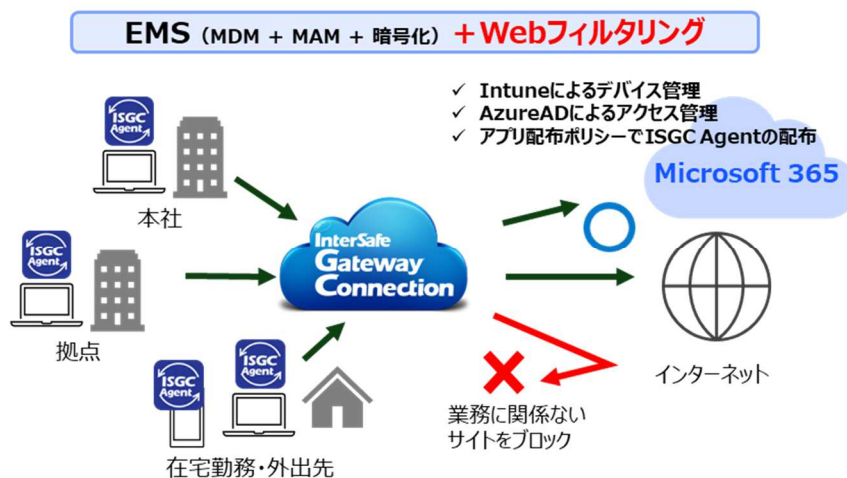 EMS（MDM + MAM + 暗号化）＋Webフィルタリング
✓ Intuneによるデバイス管理
✓ AzureADによるアクセス管理
✓ アプリ配布ポリシーでISGC Agentの配布
Microsoft 365
ISGC
Agent
本社
ISGC
Agent
拠点
InterSafe
Gateway
Connection
ISGC
Agent
ISGC
Agent
在宅勤務・外出先
インターネット
業務に関係ない
サイトをブロック